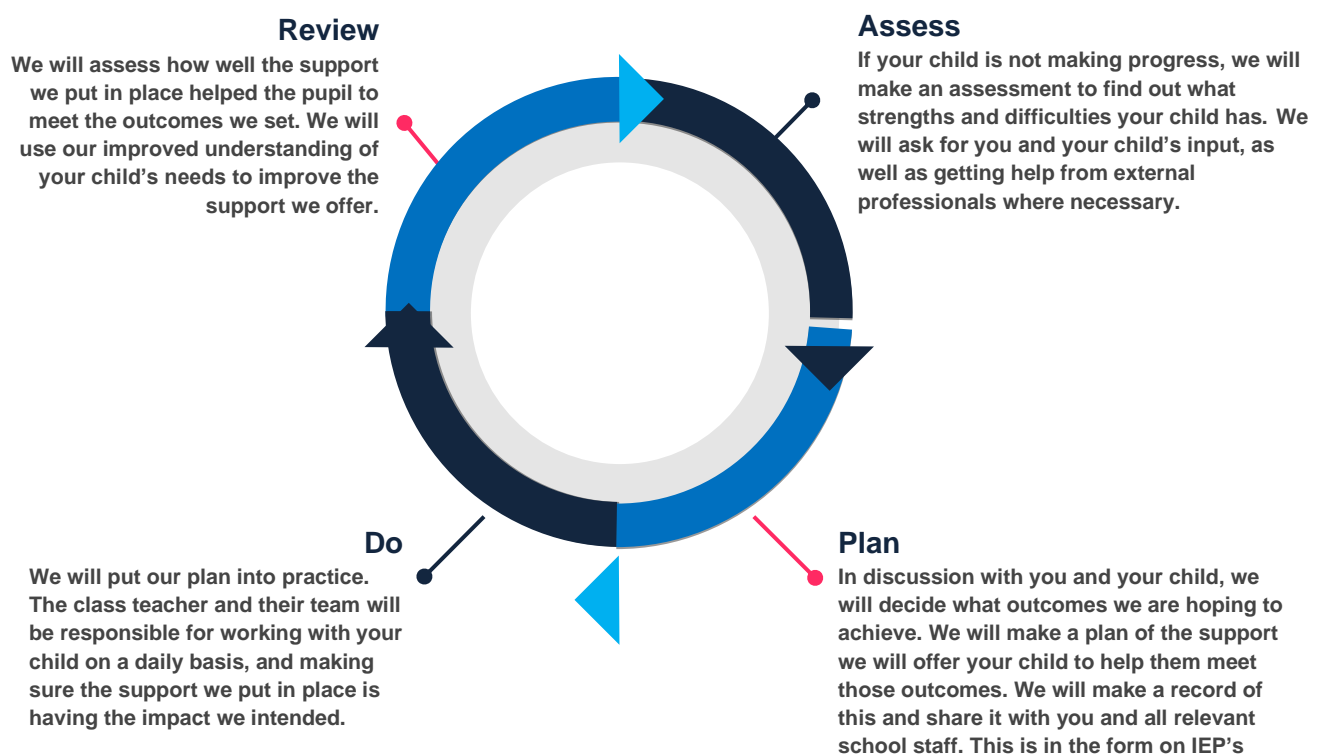 Review
We will assess how well the support
we put in place helped the pupil to
meet the outcomes we set. We will
use our improved understanding of
your child's needs to improve the
support we offer.
Assess
If your child is not making progress, we will
make an assessment to find out what
strengths and difficulties your child has. We
will ask for you and your child's input, as
well as getting help from external
professionals where necessary.
Do
We will put our plan into practice.
The class teacher and their team will
be responsible for working with your
child on a daily basis, and making
sure the support we put in place is
having the impact we intended.
Plan
In discussion with you and your child, we
will decide what outcomes we are hoping to
achieve. We will make a plan of the support
we will offer your child to help them meet
those outcomes. We will make a record of
this and share it with you and all relevant
school staff. This is in the form on IEP's